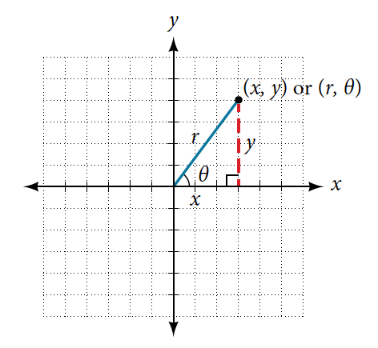 y
(x, y) or (r, θ)
r
y
θ
x
x